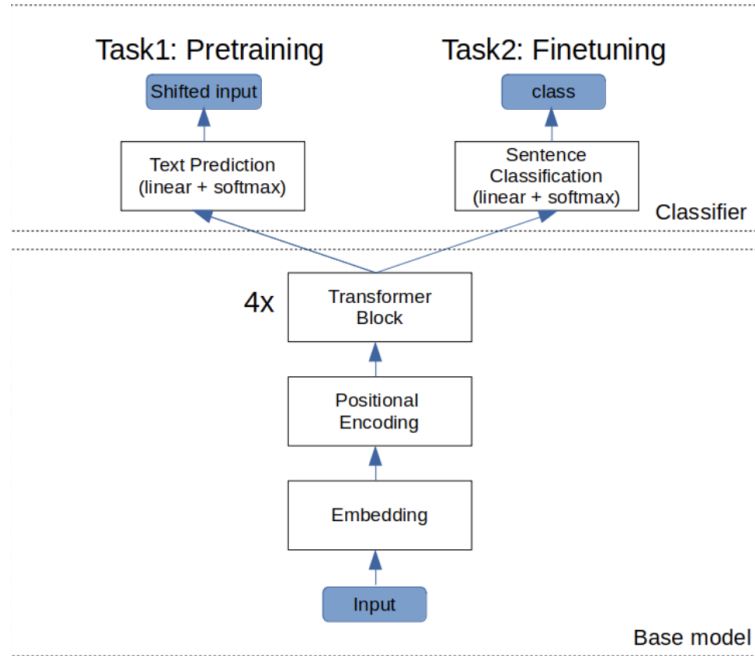 Task1: Pretraining
Task2: Finetuning
Shifted input
class
Text Prediction
(linear + softmax)
Sentence
Classification
(linear + softmax)
Classifier
4x
Transformer
Block
Positional
Encoding
Embedding
Input
Base model